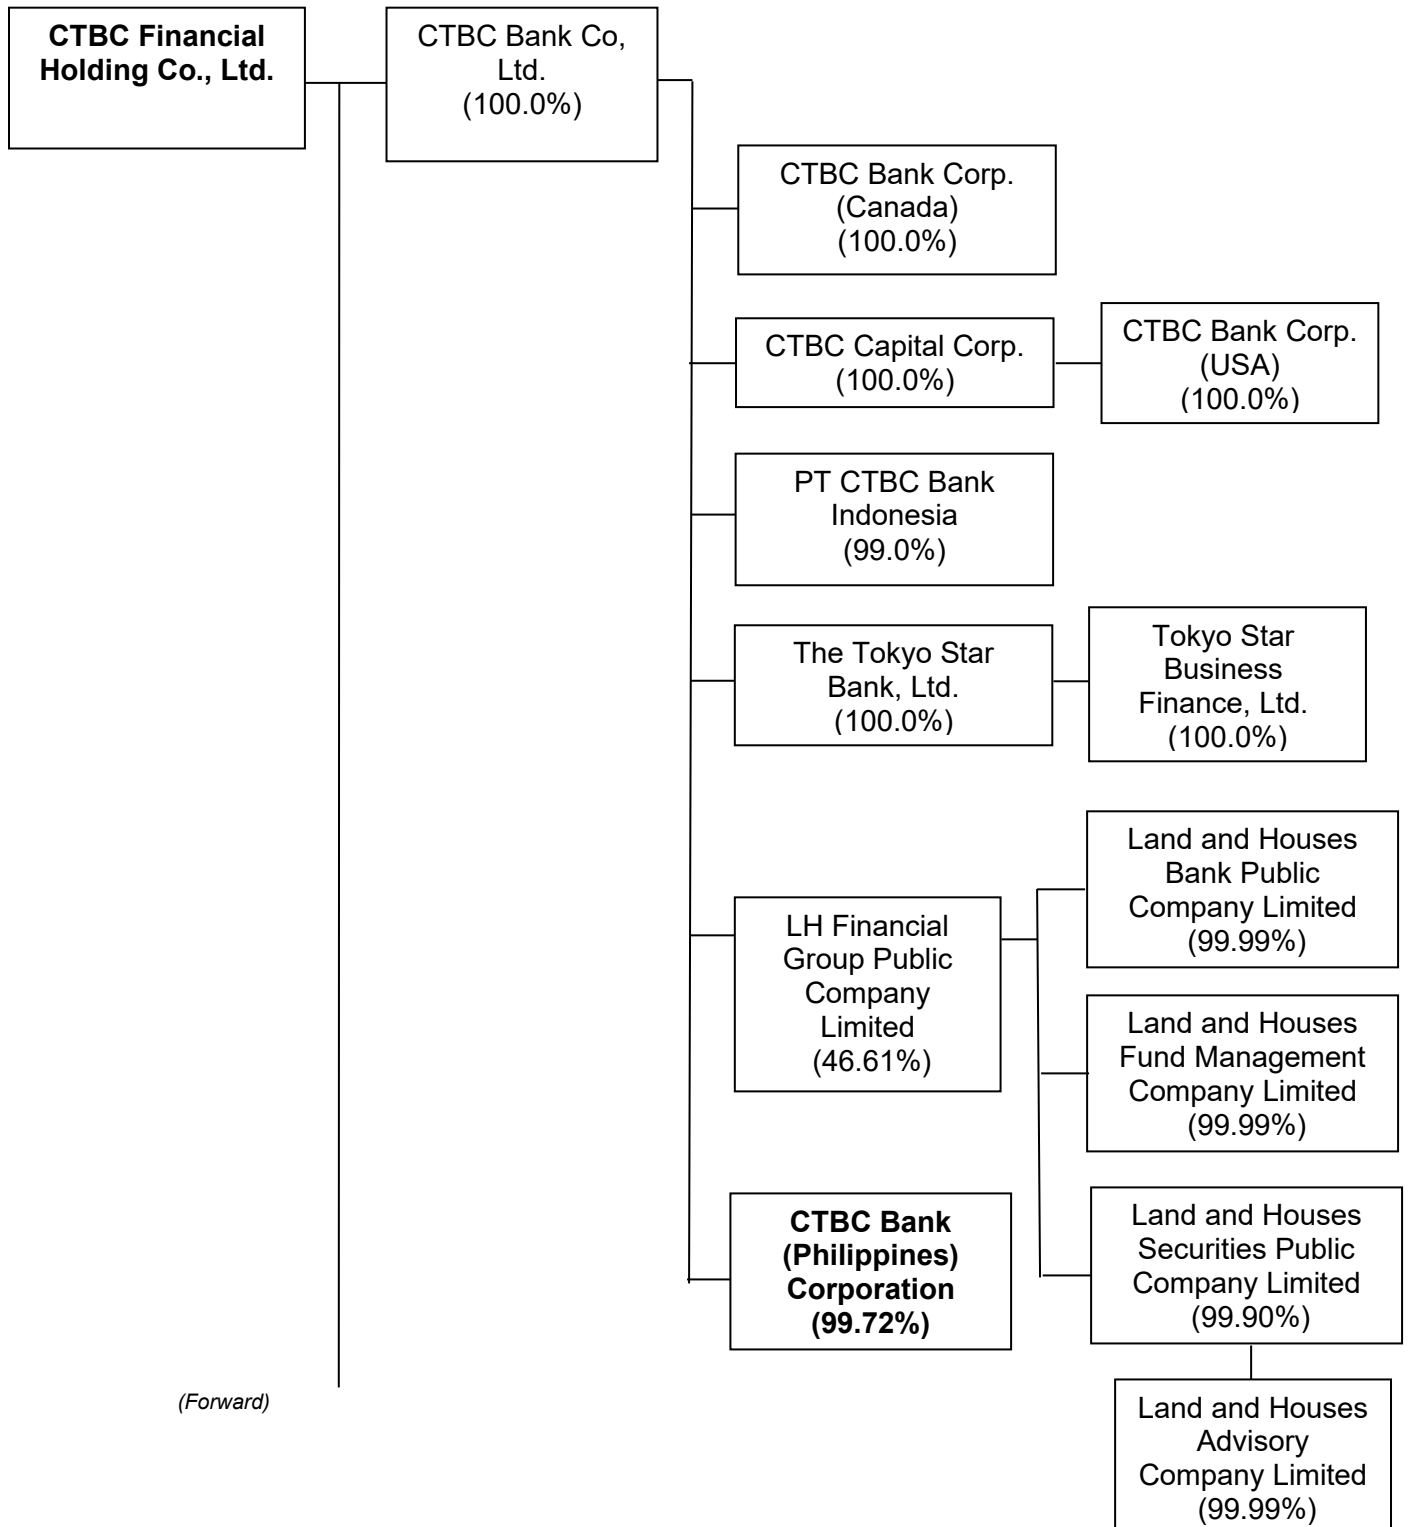 CTBC Financial
Holding Co., Ltd.
CTBC Bank Co,
Ltd.
(100.0%)
CTBC Bank Corp.
(Canada)
(100.0%)
CTBC Capital Corp.
(100.0%)
CTBC Bank Corp.
(USA)
(100.0%)
PT CTBC Bank
Indonesia
(99.0%)
The Tokyo Star
Bank, Ltd.
(100.0%)
Tokyo Star
Business
Finance, Ltd.
(100.0%)
LH Financial
Group Public
Company
Limited
(46.61%)
Land and Houses
Bank Public
Company Limited
(99.99%)
Land and Houses
Fund Management
Company Limited
(99.99%)
CTBC Bank
(Philippines)
Corporation
(99.72%)
Land and Houses
Securities Public
Company Limited
(99.90%)
Land and Houses
Advisory
Company Limited
(99.99%)
(Forward)